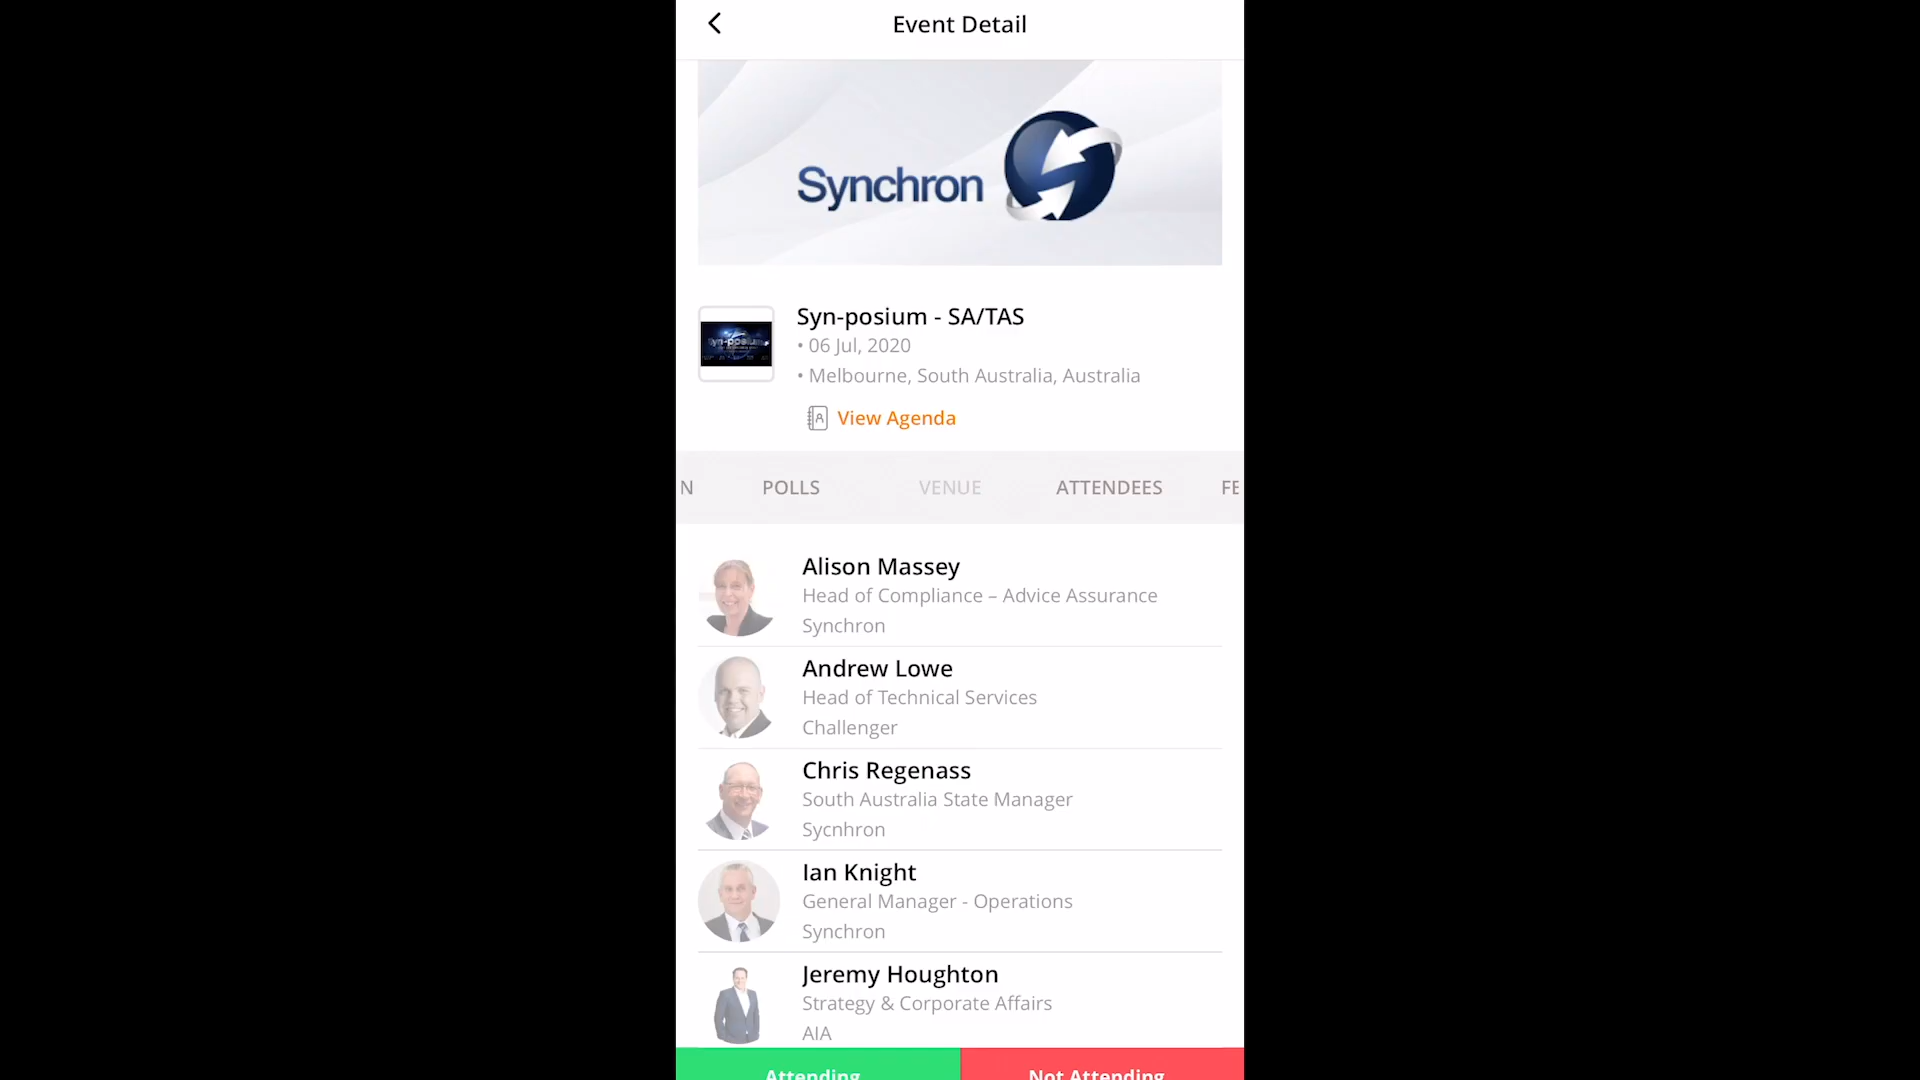 Event Detail
Synchron
Syn-posium - SA/TAS
• 06 Jul, 2020
• Melbourne, South Australia, Australia
View Agenda
N POLLS VENUE ATTENDEES FE
Alison Massey
Head of Compliance – Advice Assurance
Synchron
Andrew Lowe
Head of Technical Services
Challenger
Chris Regenass
South Australia State Manager
Sycnhron
Ian Knight
General Manager - Operations
Synchron
Jeremy Houghton
Strategy & Corporate Affairs
AIA
Attending Not Attending